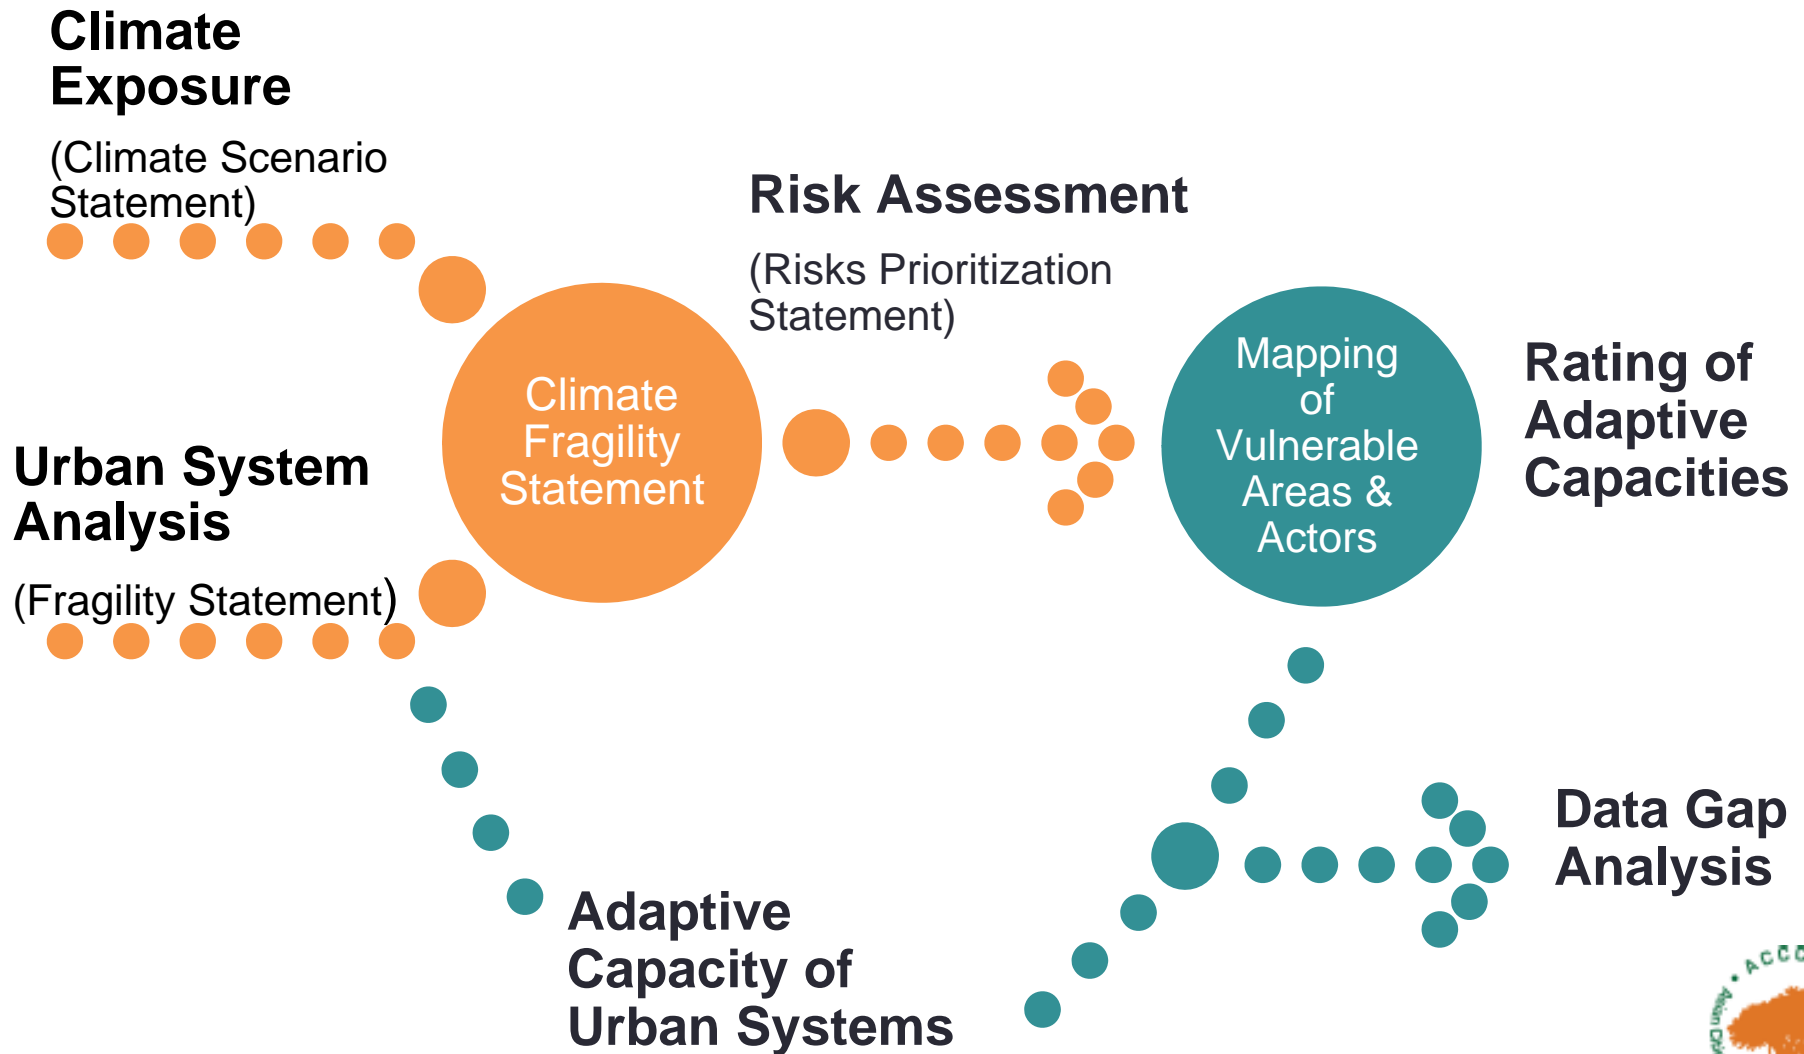 Climate
Exposure
(Climate Scenario
Statement)
Risk Assessment
(Risks Prioritization
Statement)
Climate
Fragility
Statement
Mapping
of
Vulnerable
Areas &
Actors
Rating of
Adaptive
Capacities
Urban System
Analysis
(Fragility Statement)
Data Gap
Analysis
Adaptive
Capacity of
Urban Systems
Asian